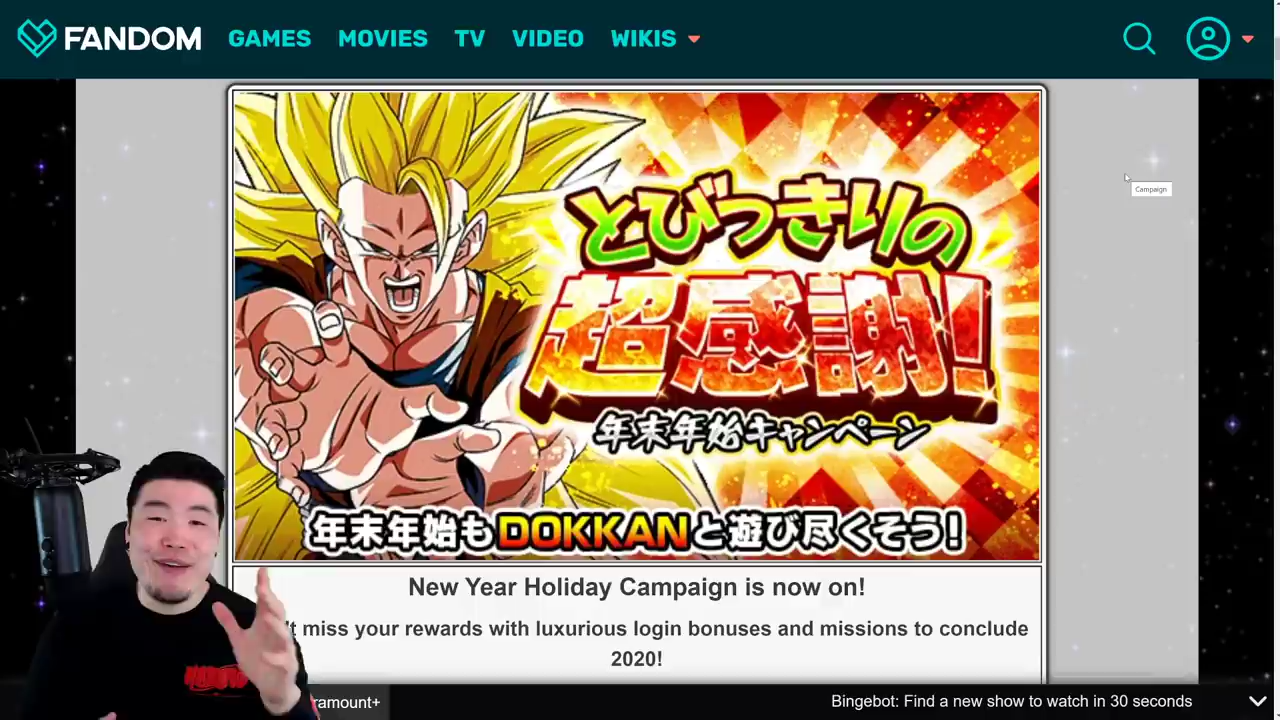 FANDOM GAMES MOVIES TV VIDEO WIKIS
Campaign
とびっきりの
超感謝!
年末年始キャンペーン
年末年始もDOKKANと遊び尽くそう!
New Year Holiday Campaign is now on!
't miss your rewards with luxurious login bonuses and missions to conclude
2020!
ramount+
Bingebot: Find a new show to watch in 30 seconds